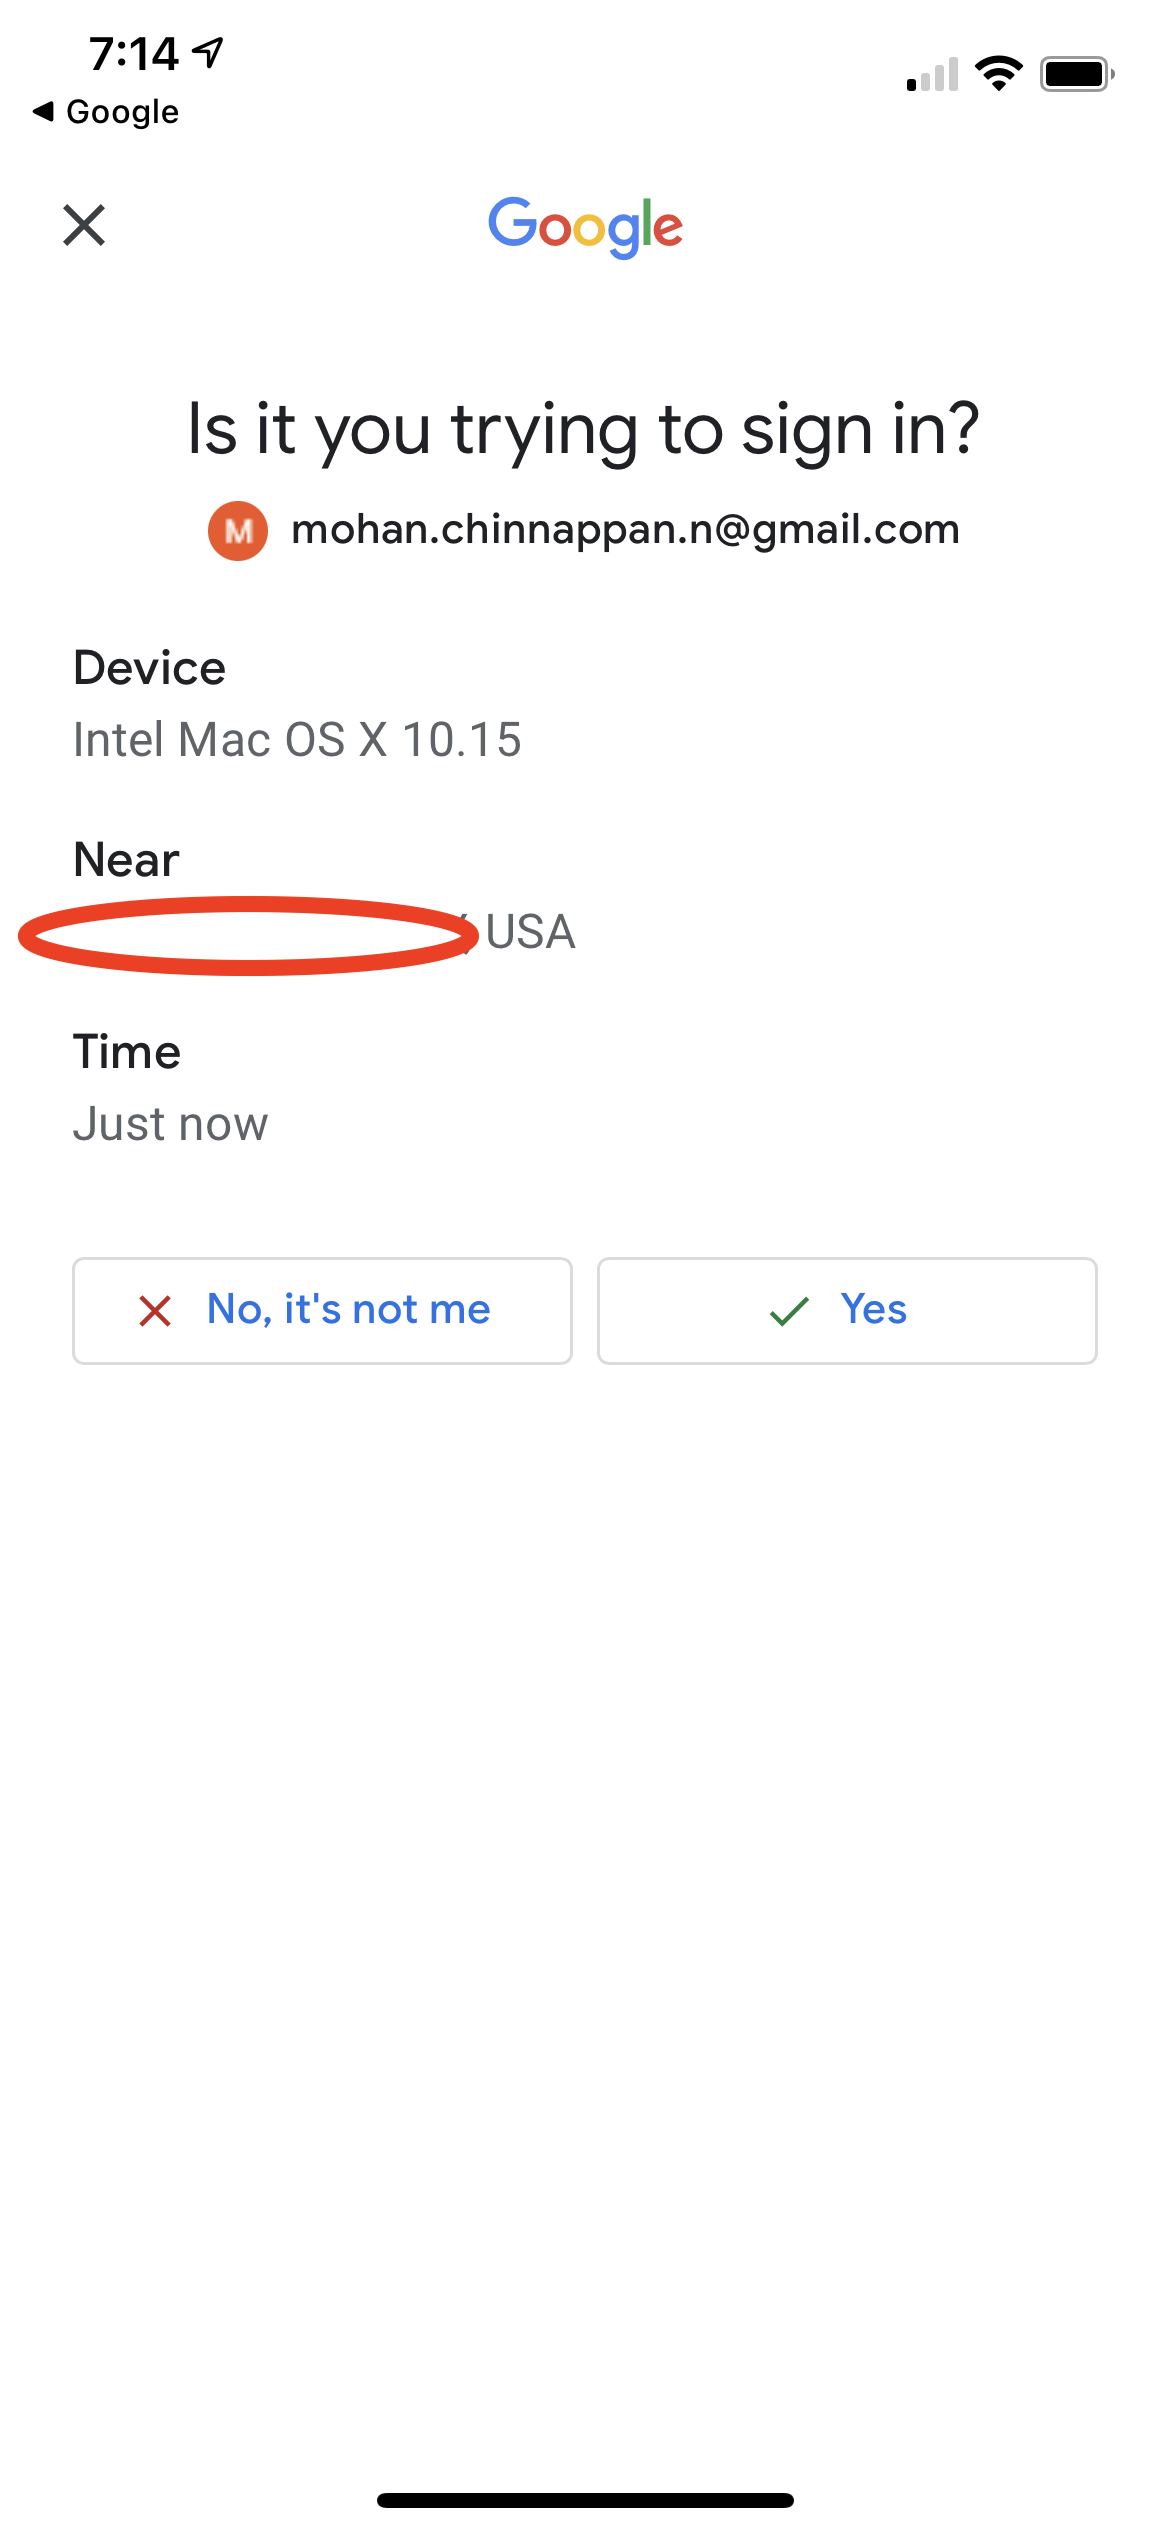 7:14
Google
Google
Is it you trying to sign in?
M mohan.chinnappan.n@gmail.com
Device
Intel Mac OS X 10.15
Near
USA
Time
Just now
No, it's not me
Yes